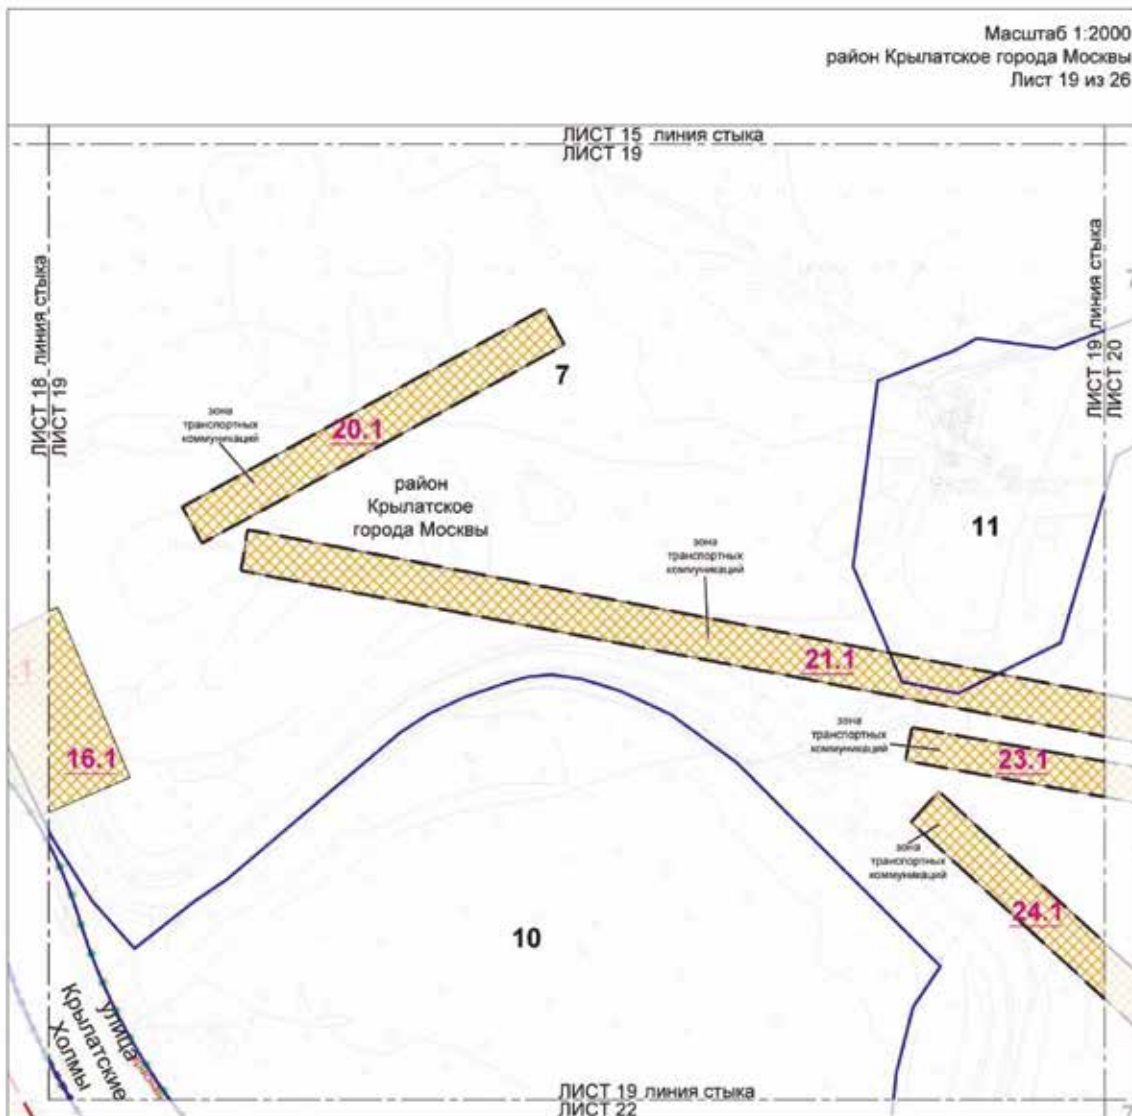 Масштаб 1:2000
район Крылатское города Москвы
Лист 19 из 26
ЛИСТ 15 линия стыка
ЛИСТ 19
ЛИСТ 18 линия стыка
ЛИСТ 19
ЛИСТ 19 линия стыка
ЛИСТ 20
7
зона
транспортных
коммуникаций
20.1
район
Крылатское
города Москвы
11
зона
транспортных
коммуникаций
21.1
.1
16.1
зона
транспортных
коммуникаций
23.1
зона
транспортных
коммуникаций
24.1
10
улица
Крылатские
Холмы
ЛИСТ 19 линия стыка
ЛИСТ 22